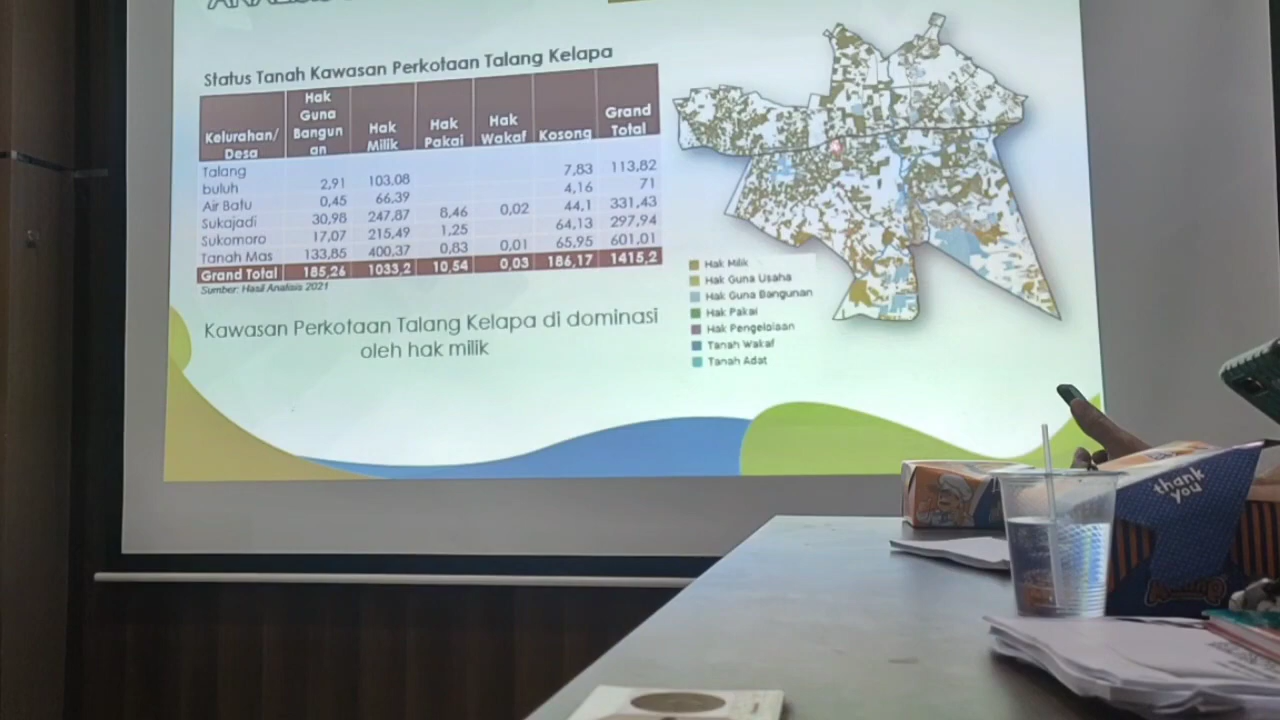 Status Tanah Kawasan Perkotaan Talang Kelapa
Kelurahan/ Desa Hak Guna Bangun an Hak Milik Hak Pakai Hak Wakaf Kosong Grand Total
Talang buluh 2,91 103,08 7,83 113,82
Air Batu 0,45 66,39 4,16 71
Sukajadi 30,98 247,87 8,46 0,02 44,1 331,43
Sukomoro 17,07 215,49 1,25 64,13 297,94
Tanah Mas 133,85 400,37 0,83 0,01 65,95 601,01
Grand Total 185,26 1033,2 10,54 0,03 186,17 1415,2
Sumber: Hasil Analisis 2021
Kawasan Perkotaan Talang Kelapa di dominasi
oleh hak milik
Hak Milik
Hak Guna Usaha
Hak Guna Bangunan
Hak Pakai
Hak Pengelolaan
Tanah Wakaf
Tanah Adat
thank
you